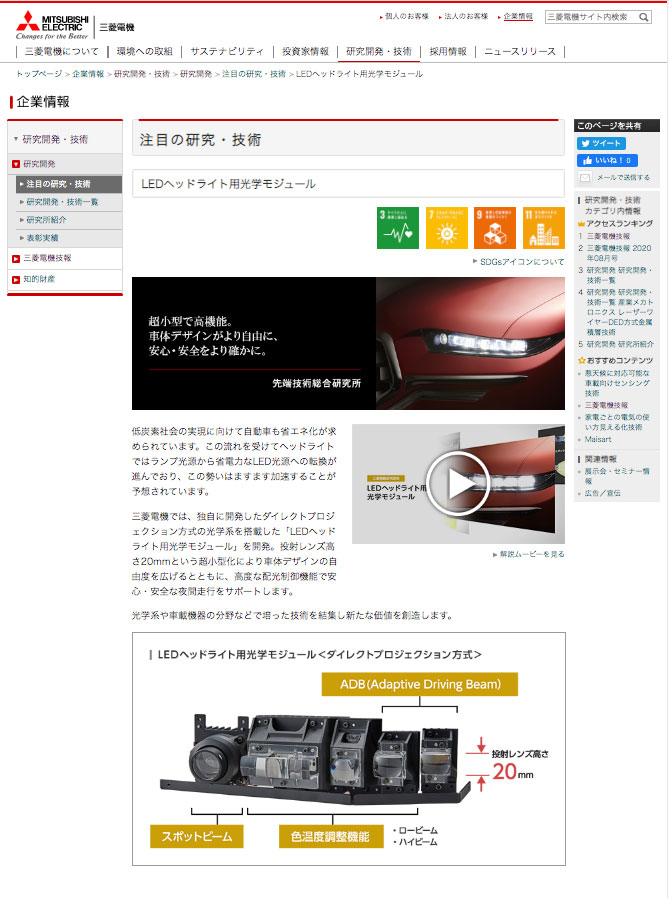 MITSUBISHI
ELECTRIC
Changes for the Better
三菱電機
個人のお客様
法人のお客様
企業情報
三菱電機サイト内検索
三菱電機について
環境への取組
サステナビリティ
投資家情報
研究開発・技術
採用情報
ニュースリリース
トップページ > 企業情報 > 研究開発・技術 > 研究開発 > 注目の研究・技術 > LEDヘッドライト用光学モジュール
企業情報
研究開発・技術
研究開発
注目の研究・技術
研究開発・技術一覧
研究所紹介
表彰実績
三菱電機技報
知的財産
注目の研究・技術
LEDヘッドライト用光学モジュール
3
7
9
11
SDGsアイコンについて
超小型で高機能。
車体デザインがより自由に、
安心・安全をより確かに。
先端技術総合研究所
低炭素社会の実現に向けて自動車も省エネ化が求
められています。この流れを受けてヘッドライト
ではランプ光源から省電力なLED光源への転換が
進んでおり、この勢いはますます加速することが
予想されています。
三菱電機では、独自に開発したダイレクトプロジ
ェクション方式の光学系を搭載した「LEDヘッド
ライト用光学モジュール」を開発。投射レンズ高
さ20mmという超小型化により車体デザインの自
由度を広げるとともに、高度な配光制御機能で安
心・安全な夜間走行をサポートします。
LEDヘッドライト用
光学モジュール
解説ムービーを見る
光学系や車載機器の分野などで培った技術を結集し新たな価値を創造します。
LEDヘッドライト用光学モジュール＜ダイレクトプロジェクション方式＞
ADB(Adaptive Driving Beam)
投射レンズ高さ
20mm
スポットビーム
色温度調整機能
・ロービーム
・ハイビーム
このページを共有
ツイート
いいね！ 0
メールで送信する
研究開発・技術
カテゴリ内情報
アクセスランキング
1 三菱電機技報
2 三菱電機技報 2020
年08月号
3 研究開発 研究開発・
技術一覧
4 研究開発 研究開発・
技術一覧 産業メカト
ロニクス レーザーワ
イヤーDED方式金属
積層技術
5 研究開発 研究所紹介
おすすめコンテンツ
悪天候に対応可能な
車載向けセンシング
技術
三菱電機技報
家電ごとの電気の使
い方見える化技術
Maisart
関連情報
展示会・セミナー情
報
広告／宣伝